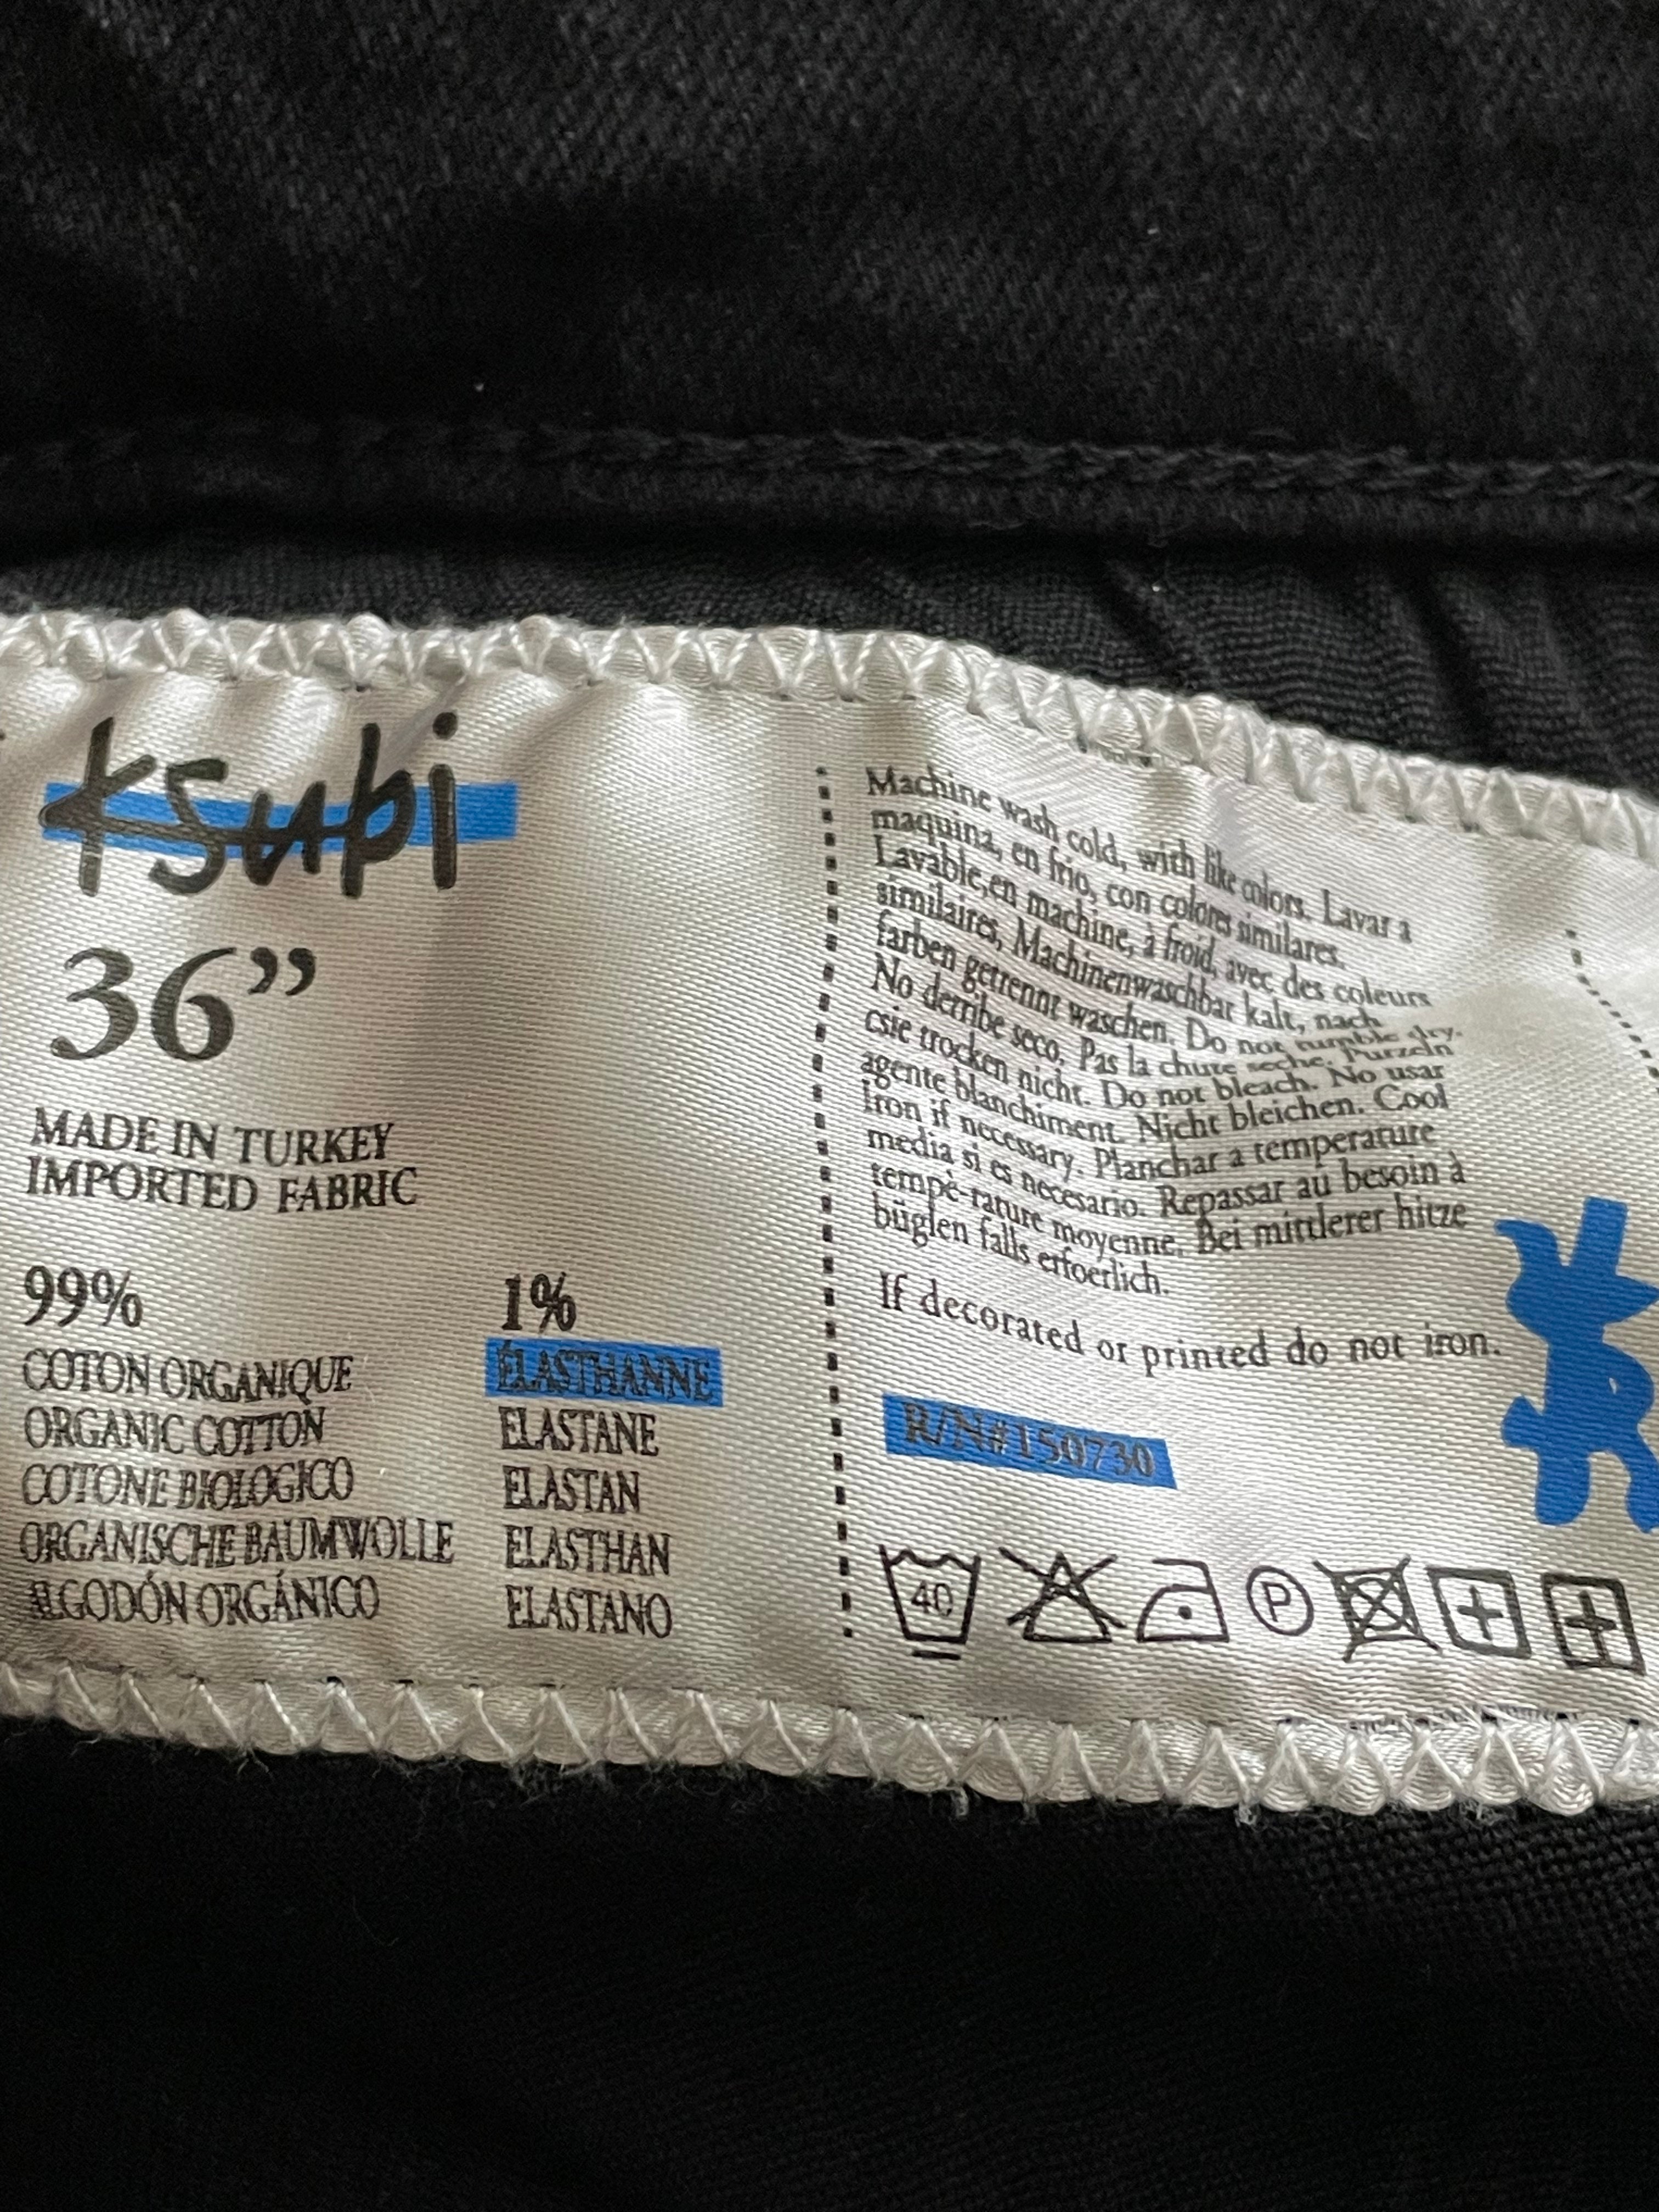 Ksubi
36”
MADE IN TURKEY
IMPORTED FABRIC
99%
COTON ORGANIQUE
ORGANIC COTTON
COTONE BIOLOGICO
ORGANISCHE BAUMWOLLE
ALGODÓN ORGÁNICO
1%
ÉLASTHANNE
ELASTANE
ELASTAN
ELASTHAN
ELASTANO
Machine wash cold, with like colors. Lavar a
maquina, en frio, con colores similares.
Lavable,en machine, à froid, avec des coleurs
similaires, Machinenwaschbar kalt, nach
farben getrennt waschen. Do not tumble dry.
No derribe seco. Pas la chute seche. Purzeln
csie trocken nicht. Do not bleach. No usar
agente blanchiment. Nicht bleichen. Cool
Iron if necessary. Planchar a temperature
media si es necesario. Repassar au besoin à
tempè-rature moyenne. Bei mittlerer hitze
büglen falls erfoerlich.
If decorated or printed do not iron.
R/N#150730
40
P